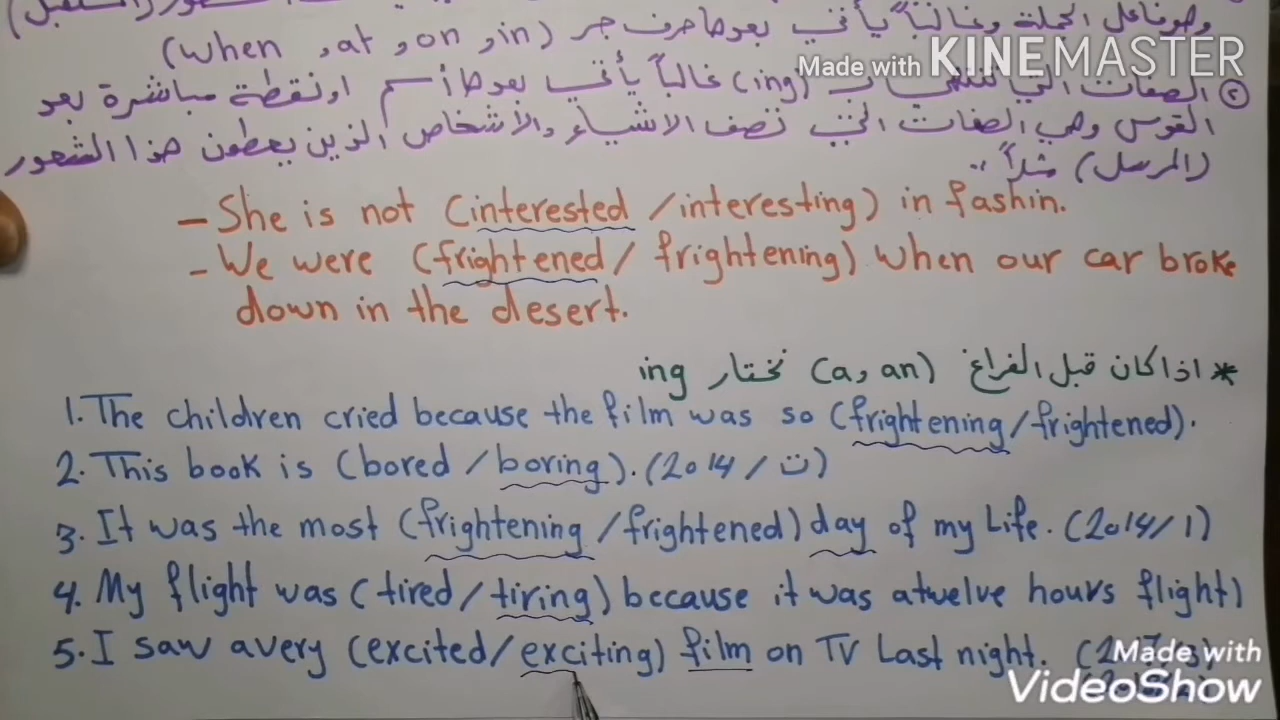 وهو فاعل الجملة وغالباً يأتي بعدها حرف جر (in, on, at, when)
Made with KINEMASTER
② الصفات التي تنتهي ب (ing) غالباً يأتي بعدها أسم او نقطة مباشرة بعد
القوس وهي الصفات التي تصف الاشياء والأشخاص الذين يعطون هذا الشعور
(المرسل) مثلاً ..
- She is not (interested / interesting) in fashin.
- We were (frightened / frightening) when our car broke
down in the desert.
* اذا كان قبل الفراغ (a, an) نختار ing
1. The children cried because the film was so (frightening / frightened).
2. This book is (bored / boring). (2014 / ت)
3. It was the most (frightening / frightened) day of my Life. (2014 / 1)
4. My flight was (tired / tiring) because it was atwelve hours flight)
5. I saw avery (excited / exciting) film on TV Last night.
Made with
VideoShow